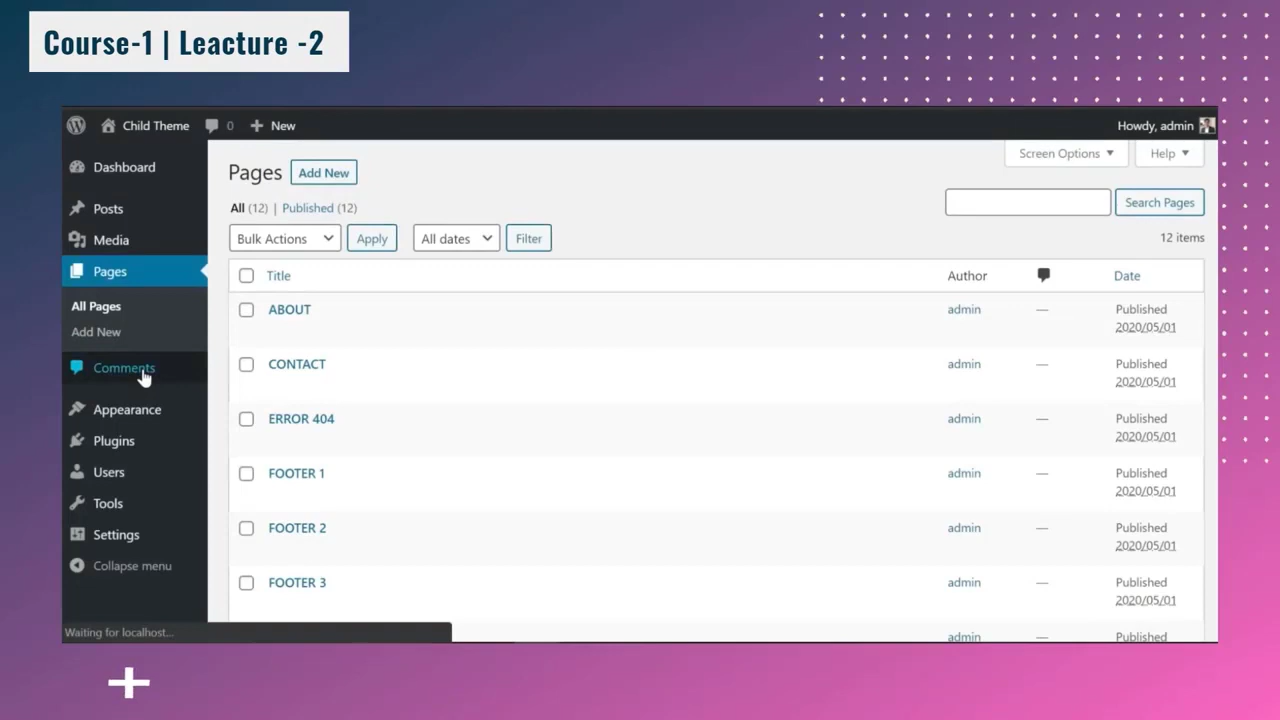 Course-1 | Leacture -2
Child Theme 0 New Howdy, admin
Dashboard
Posts
Media
Pages
All Pages
Add New
Comments
Appearance
Plugins
Users
Tools
Settings
Collapse menu
Waiting for localhost...
Screen Options Help
Pages Add New
All (12) | Published (12)
Search Pages
Bulk Actions Apply All dates Filter
12 items
Title Author Date
ABOUT admin — Published
2020/05/01
CONTACT admin — Published
2020/05/01
ERROR 404 admin — Published
2020/05/01
FOOTER 1 admin — Published
2020/05/01
FOOTER 2 admin — Published
2020/05/01
FOOTER 3 admin — Published
2020/05/01
admin — Published